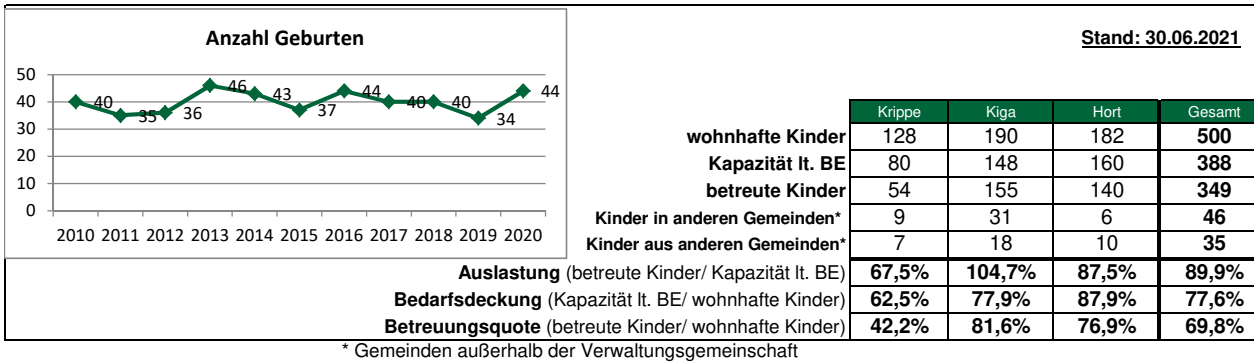 Anzahl Geburten
Stand: 30.06.2021
50
40
30
20
10
0
40 35 36 46 43 37 44 40 40 34 44
2010 2011 2012 2013 2014 2015 2016 2017 2018 2019 2020
Krippe Kiga Hort Gesamt
wohnhafte Kinder 128 190 182 500
Kapazität lt. BE 80 148 160 388
betreute Kinder 54 155 140 349
Kinder in anderen Gemeinden* 9 31 6 46
Kinder aus anderen Gemeinden* 7 18 10 35
Auslastung (betreute Kinder/ Kapazität lt. BE) 67,5% 104,7% 87,5% 89,9%
Bedarfsdeckung (Kapazität lt. BE/ wohnhafte Kinder) 62,5% 77,9% 87,9% 77,6%
Betreuungsquote (betreute Kinder/ wohnhafte Kinder) 42,2% 81,6% 76,9% 69,8%
* Gemeinden außerhalb der Verwaltungsgemeinschaft